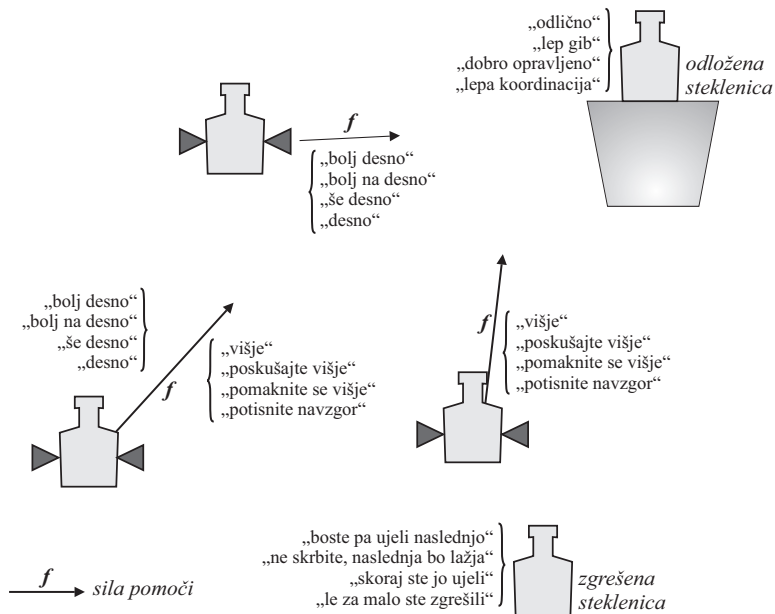 „odlično“
„lep gib“
„dobro opravljeno“
„lepa koordinacija“
odložena
steklenica
f
„bolj desno“
„bolj na desno“
„še desno“
„desno“
„bolj desno“
„bolj na desno“
„še desno“
„desno“
f
„višje“
„poskušajte višje“
„pomaknite se višje“
„potisnite navzgor“
f
„višje“
„poskušajte višje“
„pomaknite se višje“
„potisnite navzgor“
f
sila pomoči
„boste pa ujeli naslednjo“
„ne skrbite, naslednja bo lažja“
„skoraj ste jo ujeli“
„le za malo ste zgrešili“
zgrešena
steklenica